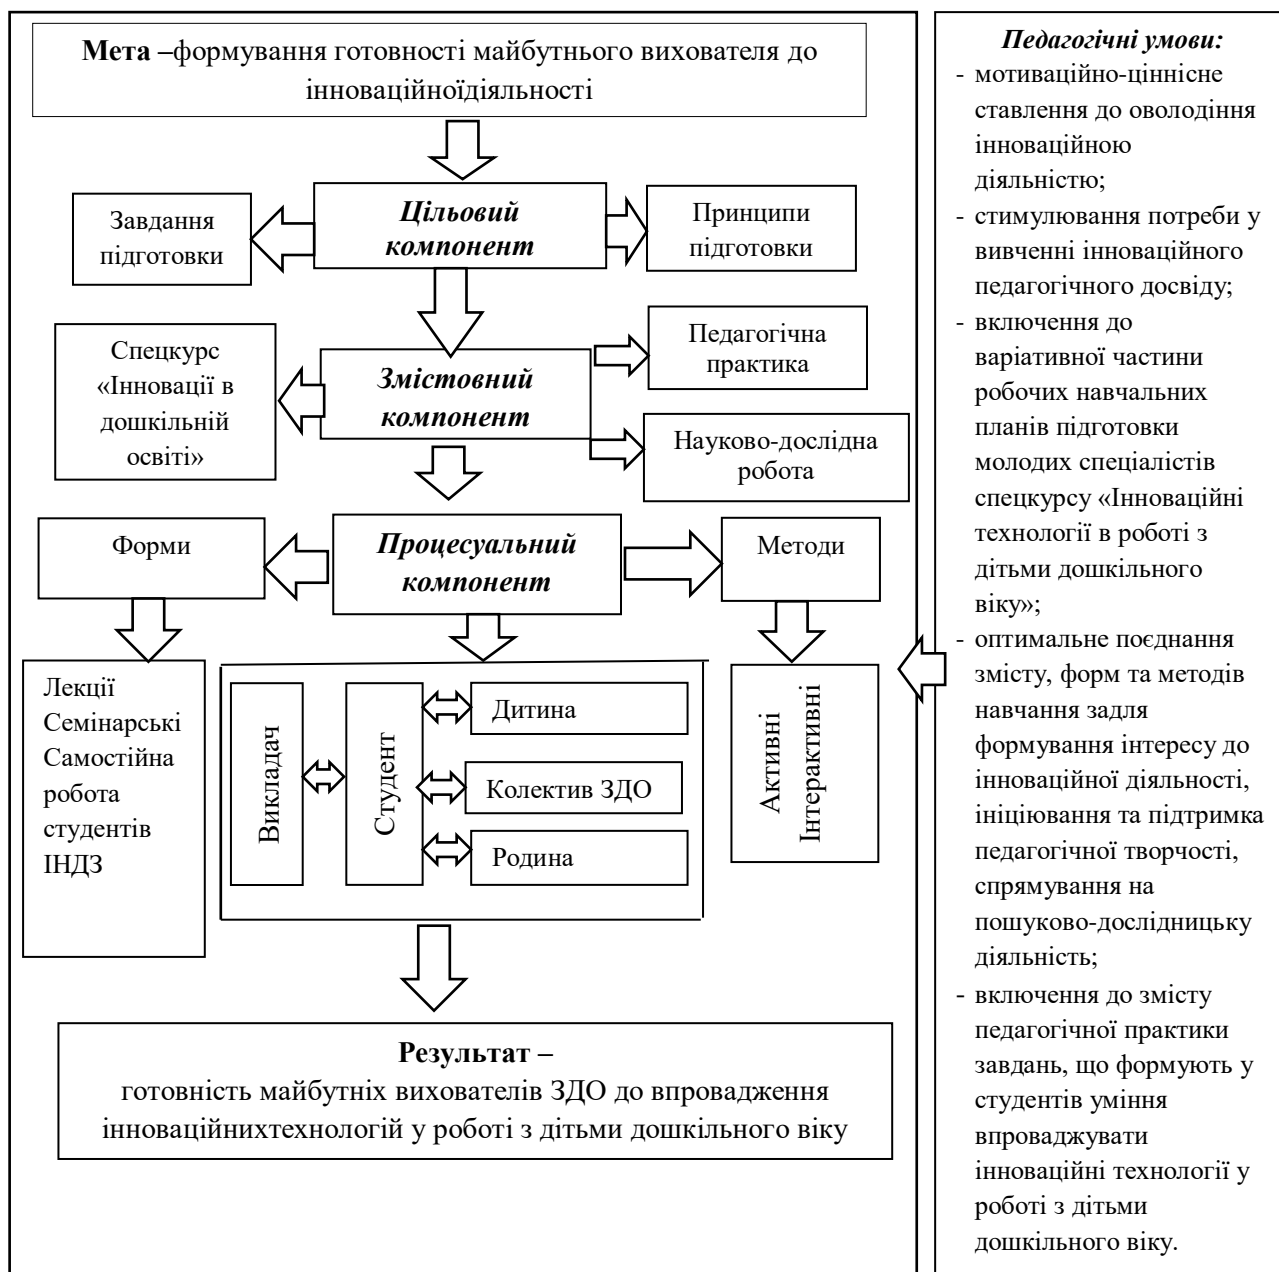 Мета –формування готовності майбутнього вихователя до
інноваційноїдіяльності
Завдання
підготовки
Цільовий
компонент
Принципи
підготовки
Спецкурс
«Інновації в
дошкільній
освіті»
Змістовний
компонент
Педагогічна
практика
Науково-дослідна
робота
Форми
Процесуальний
компонент
Методи
Лекції
Семінарські
Самостійна
робота
студентів
ІНДЗ
Викладач
Студент
Дитина
Колектив ЗДО
Родина
Активні
Інтерактивні
Результат –
готовність майбутніх вихователів ЗДО до впровадження
інноваційнихтехнологій у роботі з дітьми дошкільного віку
Педагогічні умови:
- мотиваційно-ціннісне
ставлення до оволодіння
інноваційною
діяльністю;
- стимулювання потреби у
вивченні інноваційного
педагогічного досвіду;
- включення до
варіативної частини
робочих навчальних
планів підготовки
молодих спеціалістів
спецкурсу «Інноваційні
технології в роботі з
дітьми дошкільного
віку»;
- оптимальне поєднання
змісту, форм та методів
навчання задля
формування інтересу до
інноваційної діяльності,
ініціювання та підтримка
педагогічної творчості,
спрямування на
пошуково-дослідницьку
діяльність;
- включення до змісту
педагогічної практики
завдань, що формують у
студентів уміння
впроваджувати
інноваційні технології у
роботі з дітьми
дошкільного віку.